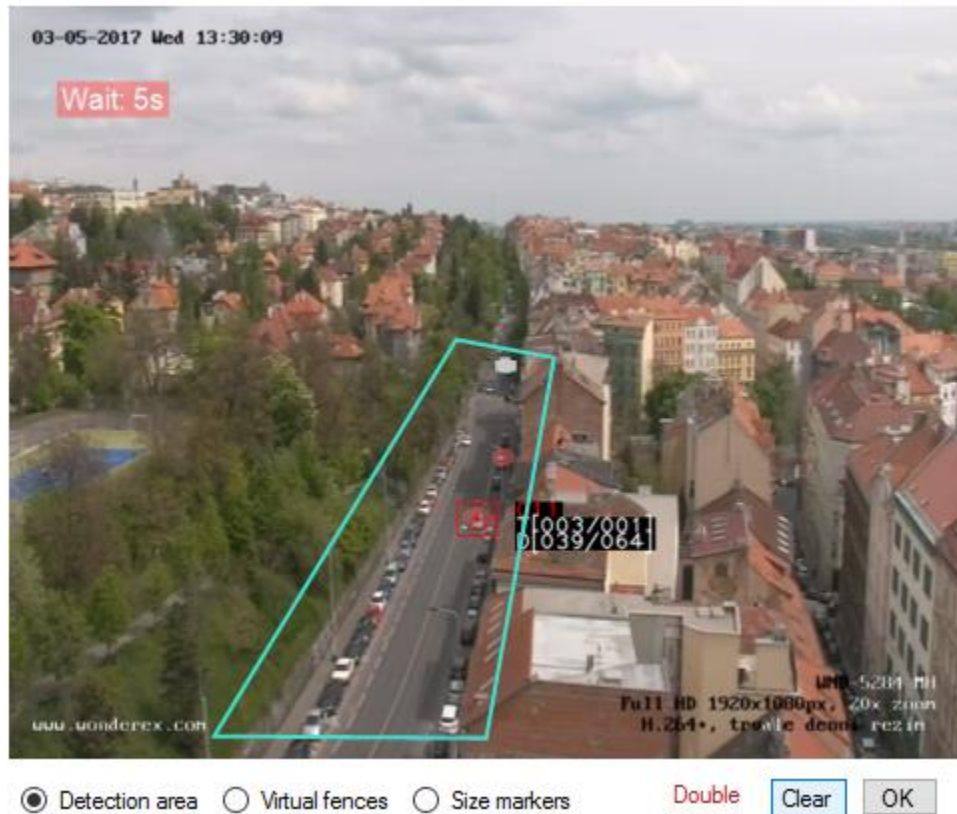 03-05-2017 Wed 13:30:09
Wait: 5s
T[003/001]
D[039/064]
WMD-5284 MH
Full HD 1920x1080px, 20x zoom
www.wonderex.com
H.264+, trvale denni rezim
Detection area
Virtual fences
Size markers
Double
Clear
OK